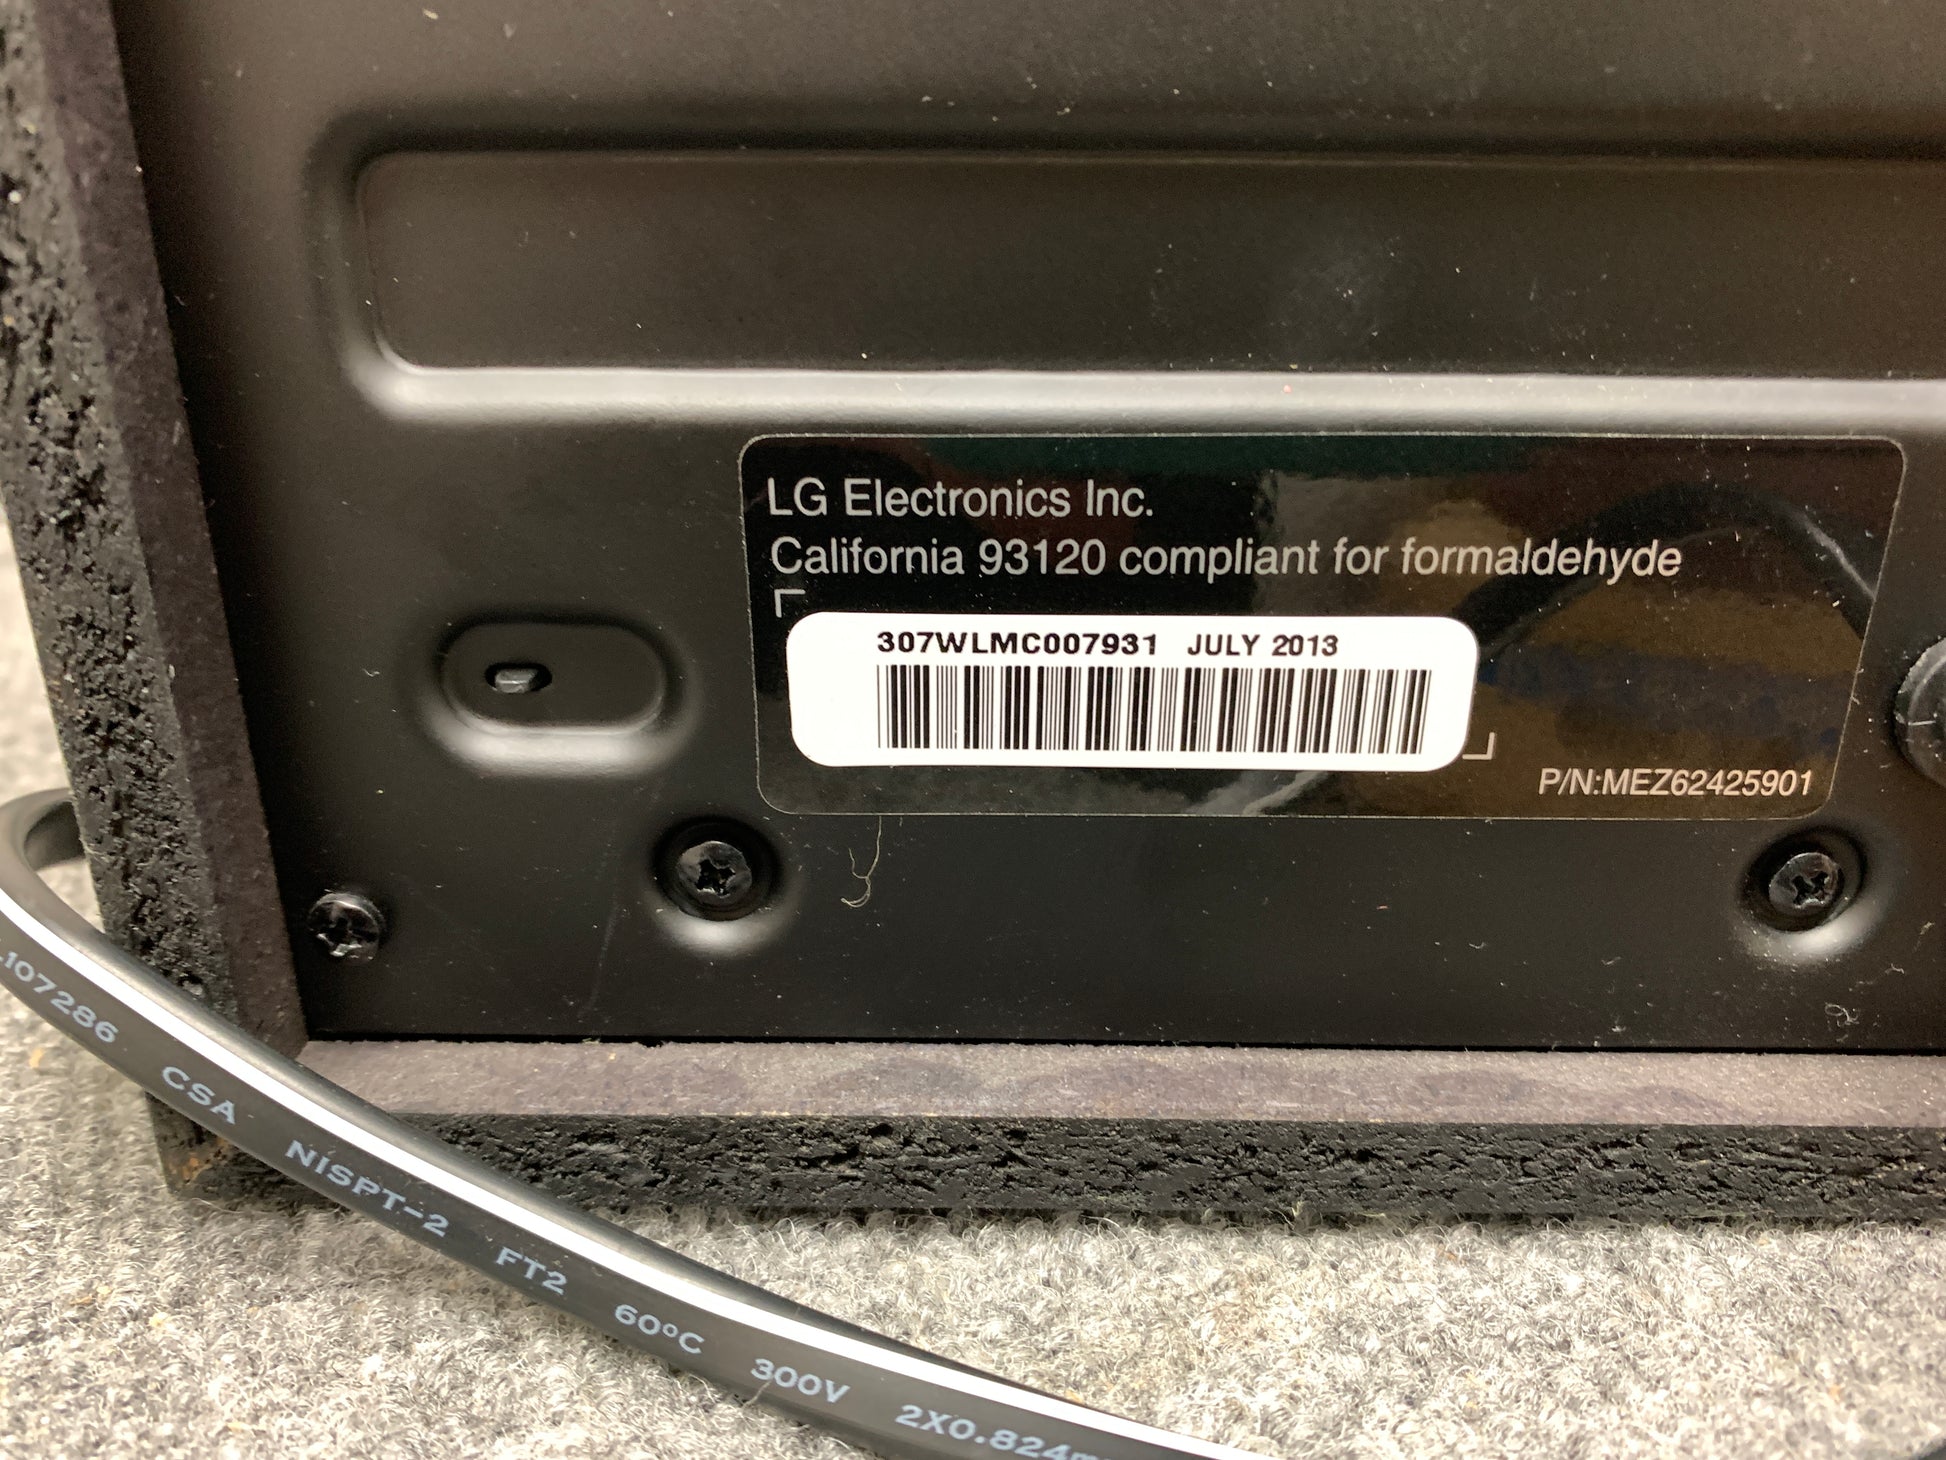 LG Electronics Inc.
California 93120 compliant for formaldehyde
307WLMC007931 JULY 2013
P/N:MEZ62425901
107286 CSA NISPT-2 FT2 60°C 300V 2X0.824m